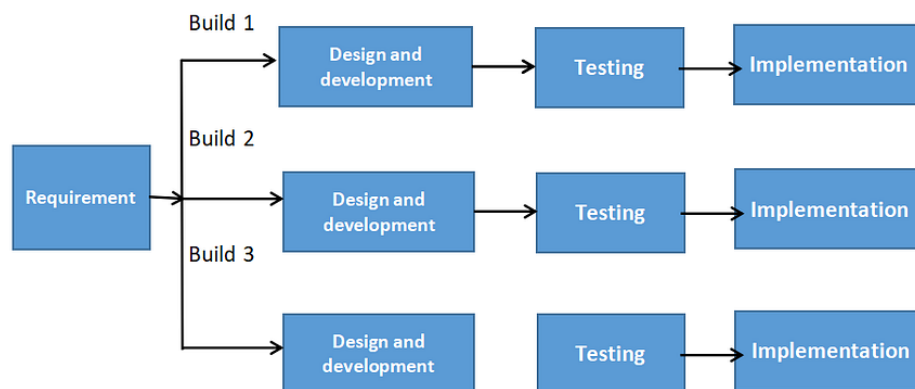 Build 1
Design and
development
Testing
Implementation
Build 2
Requirement
Design and
development
Testing
Implementation
Build 3
Design and
development
Testing
Implementation